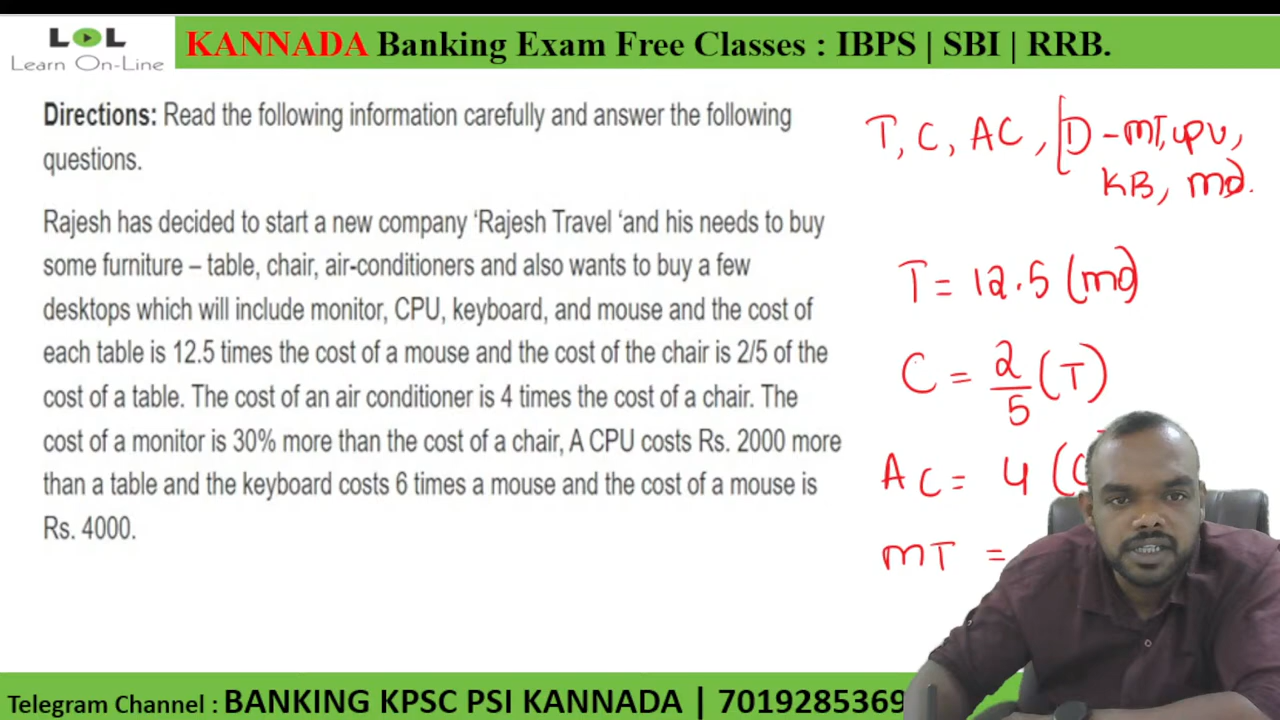 LOL
Learn On-Line
KANNADA Banking Exam Free Classes : IBPS | SBI | RRB.
Directions: Read the following information carefully and answer the following
questions.
Rajesh has decided to start a new company ‘Rajesh Travel ‘and his needs to buy
some furniture – table, chair, air-conditioners and also wants to buy a few
desktops which will include monitor, CPU, keyboard, and mouse and the cost of
each table is 12.5 times the cost of a mouse and the cost of the chair is 2/5 of the
cost of a table. The cost of an air conditioner is 4 times the cost of a chair. The
cost of a monitor is 30% more than the cost of a chair, A CPU costs Rs. 2000 more
than a table and the keyboard costs 6 times a mouse and the cost of a mouse is
Rs. 4000.
T, C, AC, [D - MT, CPU,
KB, MO.
T = 12.5 (MO)
C = 2/5 (T)
AC = 4 (C
MT =
Telegram Channel : BANKING KPSC PSI KANNADA | 7019285369